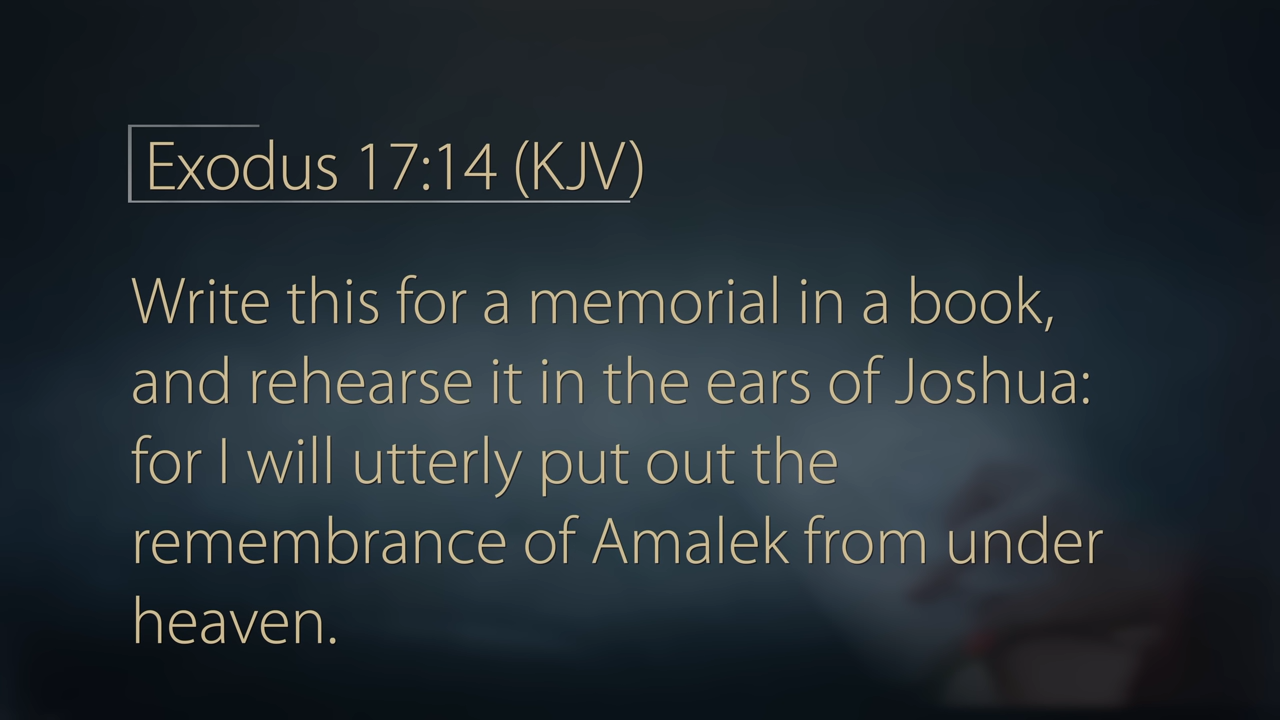 Exodus 17:14 (KJV)
Write this for a memorial in a book,
and rehearse it in the ears of Joshua:
for I will utterly put out the
remembrance of Amalek from under
heaven.